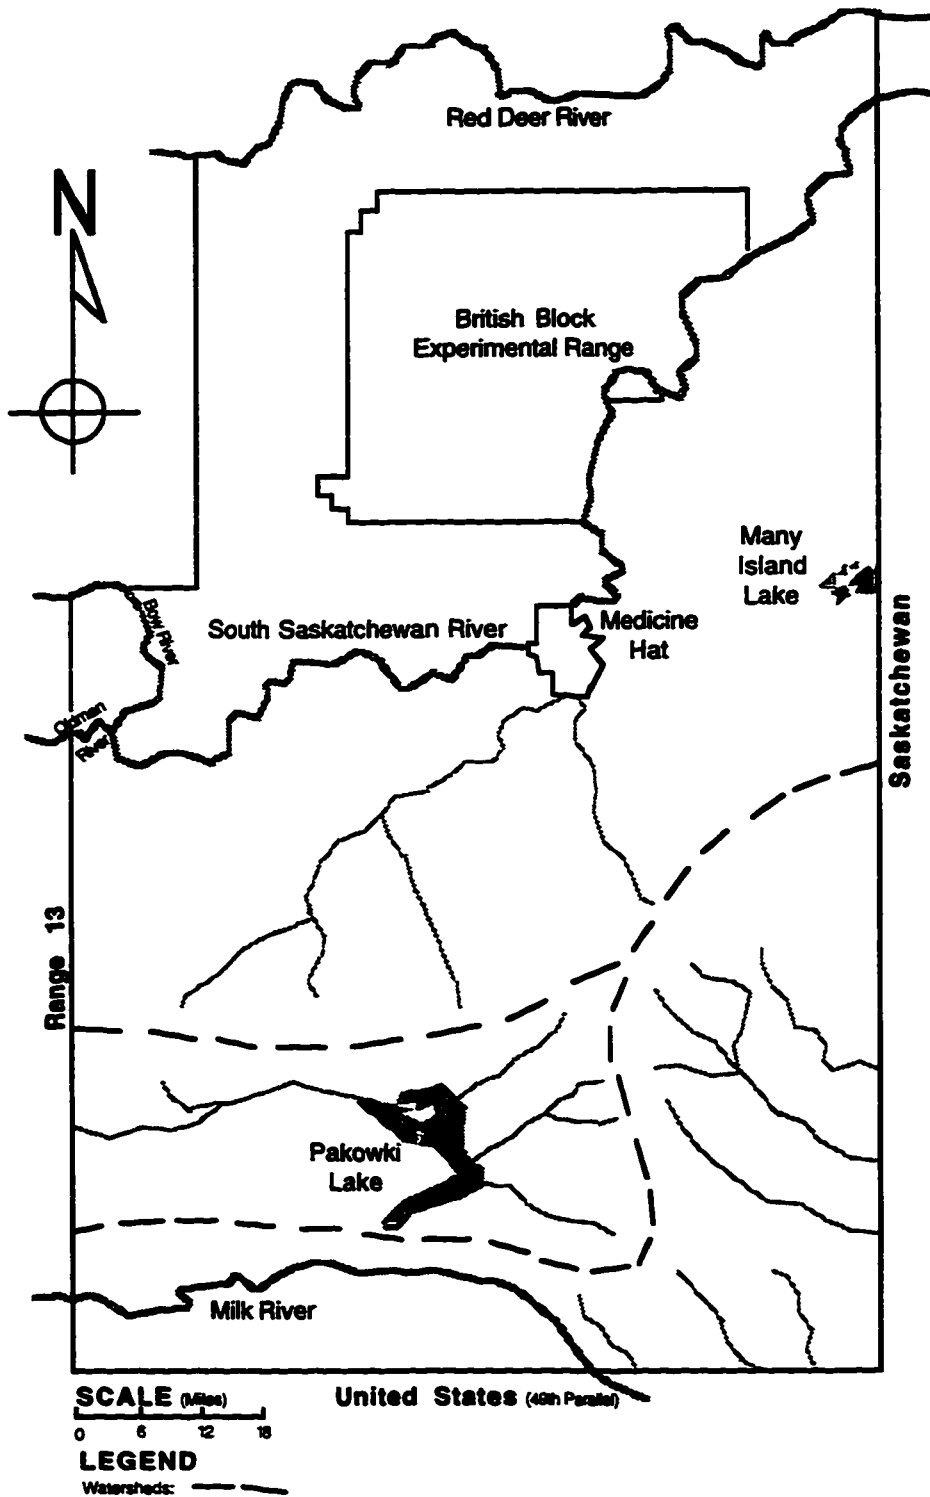 Red Deer River
N
British Block
Experimental Range
Many
Island
Lake
Bow River
South Saskatchewan River
Medicine
Hat
Oldman
River
Saskatchewan
Range 13
Pakowki
Lake
Milk River
SCALE (Miles)
United States (49th Parallel)
0 6 12 18
LEGEND
Watersheds: